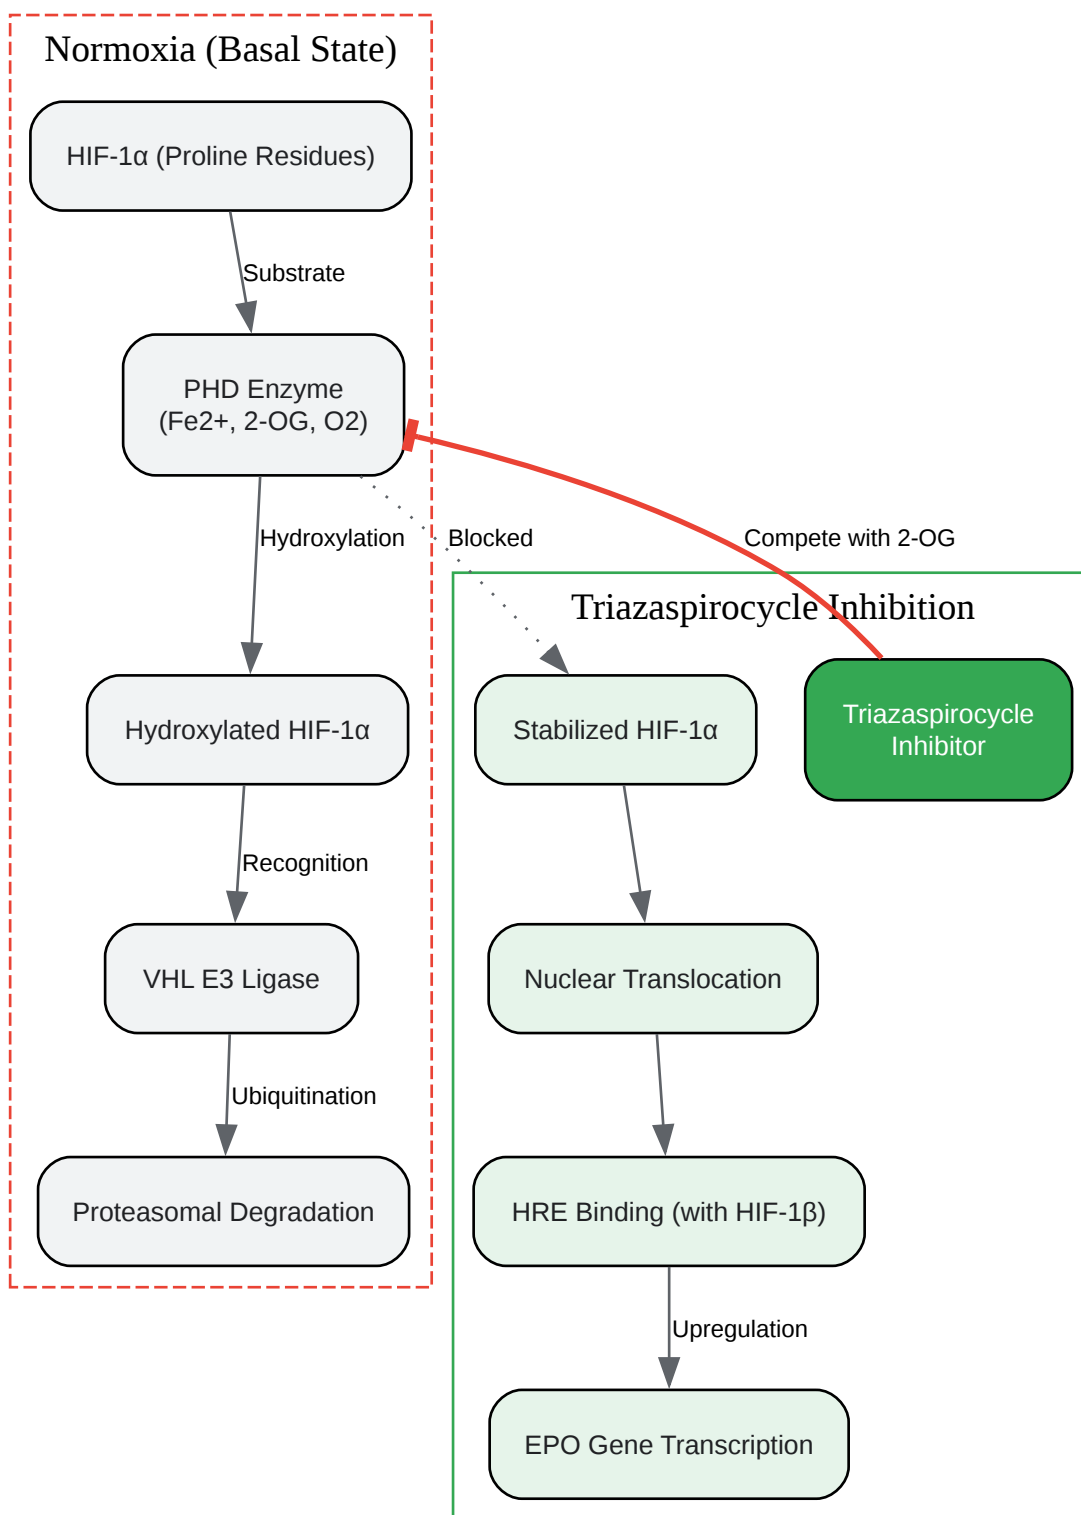 Normoxia (Basal State)
HIF-1α (Proline Residues)
Substrate
PHD Enzyme
(Fe2+, 2-OG, O2)
Hydroxylation
Blocked
Compete with 2-OG
Triazaspirocycle Inhibition
Hydroxylated HIF-1α
Stabilized HIF-1α
Triazaspirocycle
Inhibitor
Recognition
VHL E3 Ligase
Nuclear Translocation
Ubiquitination
Proteasomal Degradation
HRE Binding (with HIF-1β)
Upregulation
EPO Gene Transcription